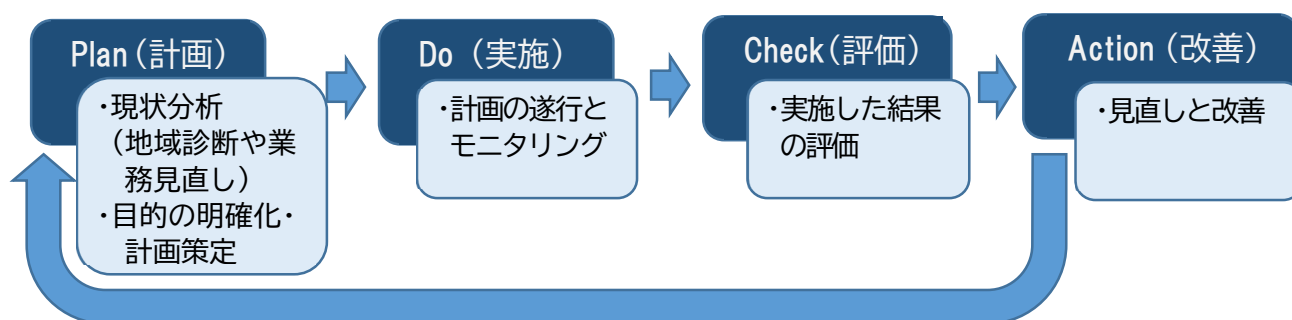 Plan(計画)
・現状分析
(地域診断や業
務見直し)
・目的の明確化・
計画策定
Do (実施)
・計画の遂行と
モニタリング
Check(評価)
・実施した結果
の評価
Action(改善)
・見直しと改善